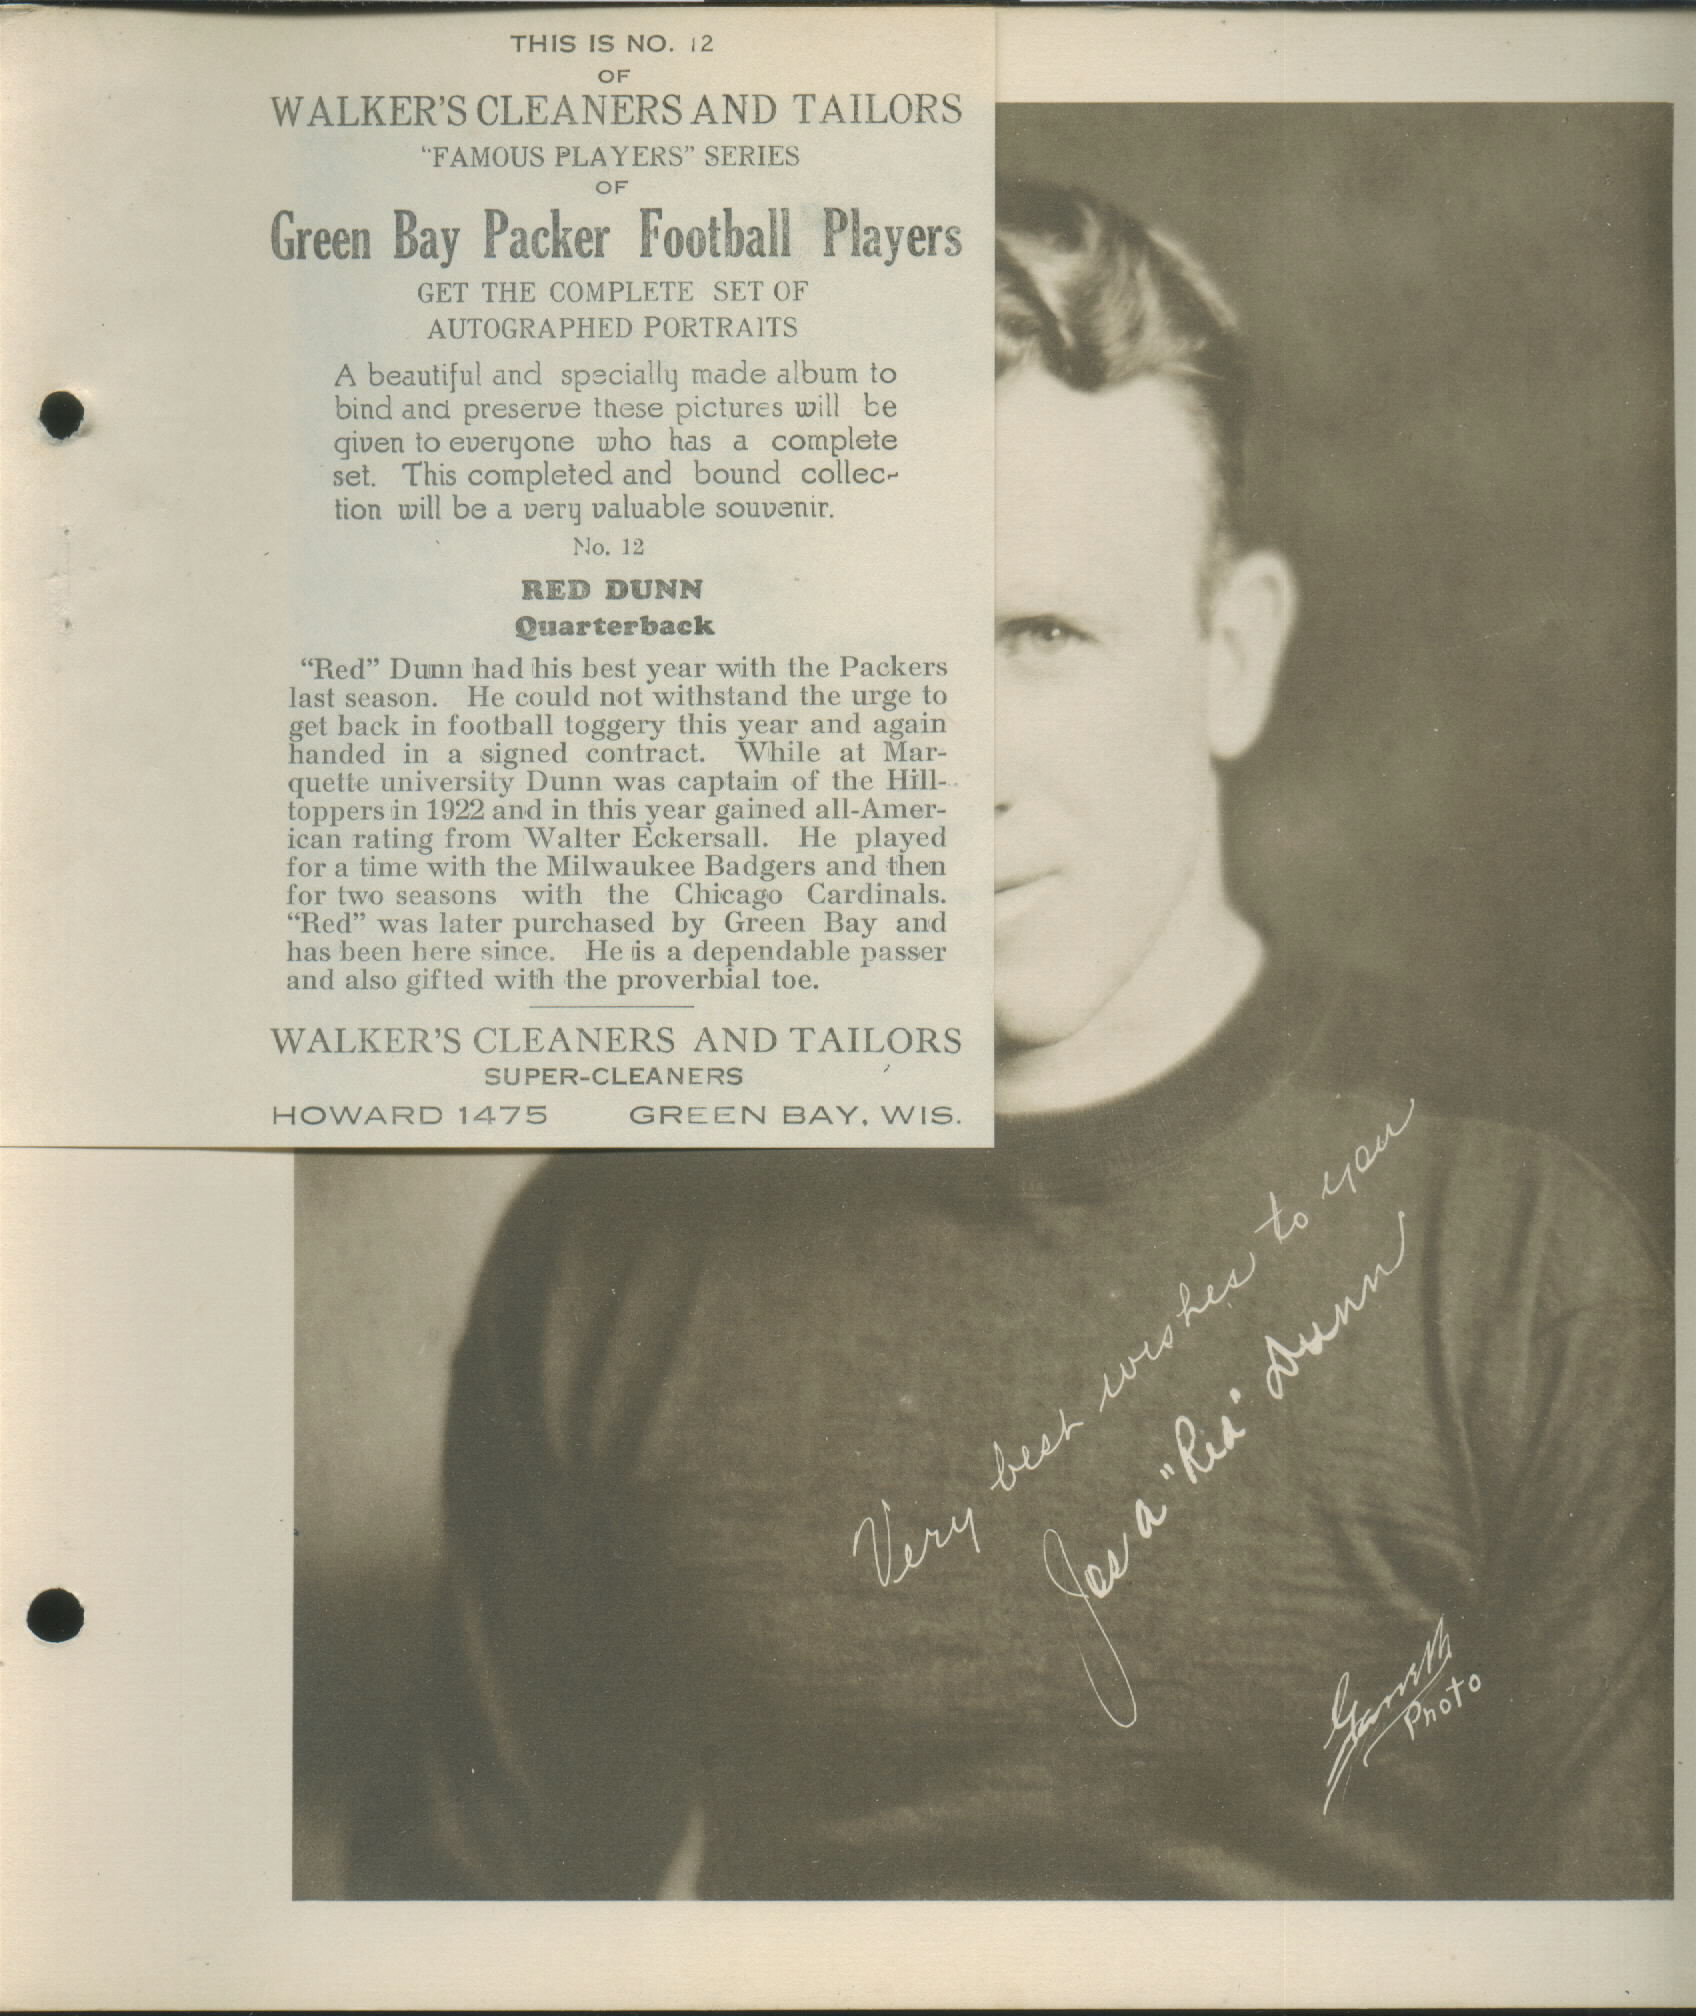 THIS IS NO. 12
OF
WALKER'S CLEANERS AND TAILORS
"FAMOUS PLAYERS" SERIES
OF
Green Bay Packer Football Players
GET THE COMPLETE SET OF
AUTOGRAPHED PORTRAITS
A beautiful and specially made album to
bind and preserve these pictures will be
given to everyone who has a complete
set. This completed and bound collec-
tion will be a very valuable souvenir.
No. 12
RED DUNN
Quarterback
"Red" Dunn had his best year with the Packers
last season. He could not withstand the urge to
get back in football toggery this year and again
handed in a signed contract. While at Mar-
quette university Dunn was captain of the Hill-
toppers in 1922 and in this year gained all-Amer-
ican rating from Walter Eckersall. He played
for a time with the Milwaukee Badgers and then
for two seasons with the Chicago Cardinals.
"Red" was later purchased by Green Bay and
has been here since. He is a dependable passer
and also gifted with the proverbial toe.
WALKER'S CLEANERS AND TAILORS
SUPER-CLEANERS
HOWARD 1475 GREEN BAY, WIS.
Very best wishes to you
Jos A "Red" Dunn
Photo